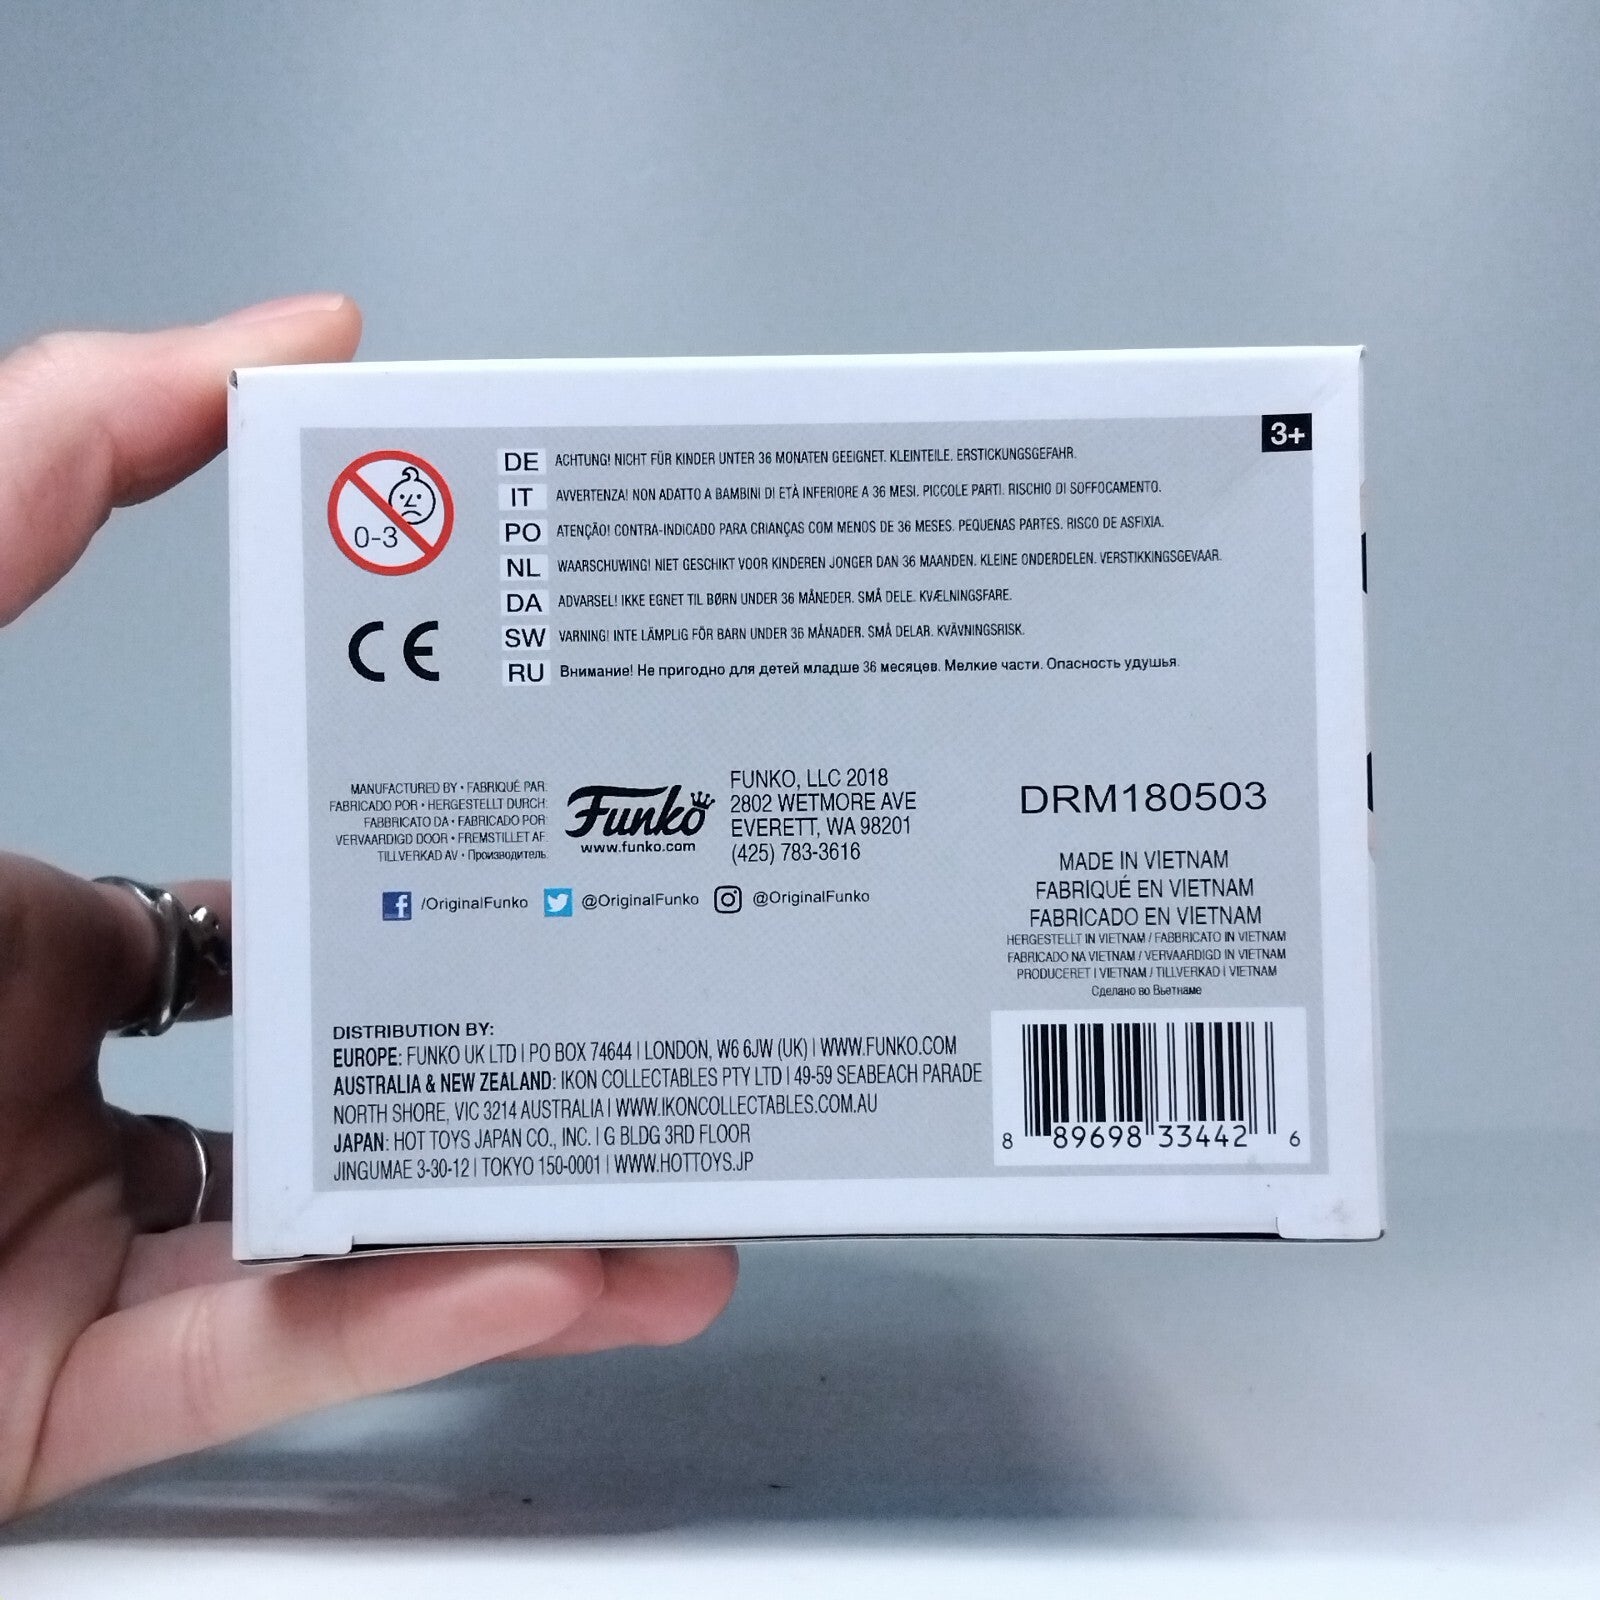 3+
0-3
DE ACHTUNG! NICHT FÜR KINDER UNTER 36 MONATEN GEEIGNET. KLEINTEILE. ERSTICKUNGSGEFAHR.
IT AVVERTENZA! NON ADATTO A BAMBINI DI ETÀ INFERIORE A 36 MESI. PICCOLE PARTI. RISCHIO DI SOFFOCAMENTO.
PO ATENÇÃO! CONTRA-INDICADO PARA CRIANÇAS COM MENOS DE 36 MESES. PEQUENAS PARTES. RISCO DE ASFIXIA.
NL WAARSCHUWING! NIET GESCHIKT VOOR KINDEREN JONGER DAN 36 MAANDEN. KLEINE ONDERDELEN. VERSTIKKINGSGEVAAR.
DA ADVARSEL! IKKE EGNET TIL BØRN UNDER 36 MÅNEDER. SMÅ DELE. KVÆLNINGSFARE.
SW VARNING! INTE LÄMPLIG FÖR BARN UNDER 36 MÅNADER. SMÅ DELAR. KVÄVNINGSRISK.
RU Внимание! Не пригодно для детей младше 36 месяцев. Мелкие части. Опасность удушья.
CE
MANUFACTURED BY • FABRIQUÉ PAR:
FABRICADO POR • HERGESTELLT DURCH:
FABBRICATO DA • FABRICADO POR:
VERVAARDIGD DOOR • FREMSTILLET AF:
TILLVERKAD AV • Производитель:
Funko
www.funko.com
FUNKO, LLC 2018
2802 WETMORE AVE
EVERETT, WA 98201
(425) 783-3616
/OriginalFunko @OriginalFunko @OriginalFunko
DRM180503
MADE IN VIETNAM
FABRIQUÉ EN VIETNAM
FABRICADO EN VIETNAM
HERGESTELLT IN VIETNAM / FABBRICATO IN VIETNAM
FABRICADO NA VIETNAM / VERVAARDIGD IN VIETNAM
PRODUCERET I VIETNAM / TILLVERKAD I VIETNAM
Сделано во Вьетнаме
DISTRIBUTION BY:
EUROPE: FUNKO UK LTD | PO BOX 74644 | LONDON, W6 6JW (UK) | WWW.FUNKO.COM
AUSTRALIA & NEW ZEALAND: IKON COLLECTABLES PTY LTD | 49-59 SEABEACH PARADE
NORTH SHORE, VIC 3214 AUSTRALIA | WWW.IKONCOLLECTABLES.COM.AU
JAPAN: HOT TOYS JAPAN CO., INC. | G BLDG 3RD FLOOR
JINGUMAE 3-30-12 | TOKYO 150-0001 | WWW.HOTTOYS.JP
8 89698 33442 6